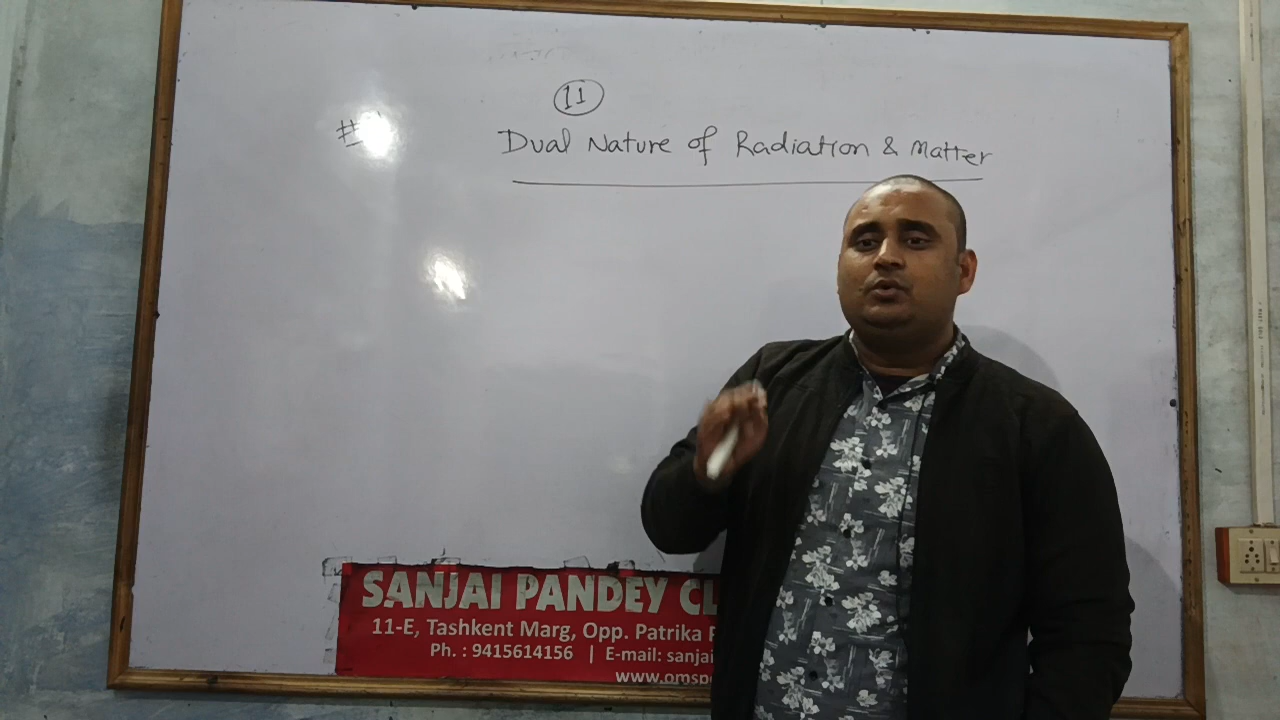 11
#
Dual Nature of Radiation & Matter
SANJAI PANDEY
11-E, Tashkent Marg, Opp. Patrika
Ph. : 9415614156 | E-mail: sanjai
www.omsp